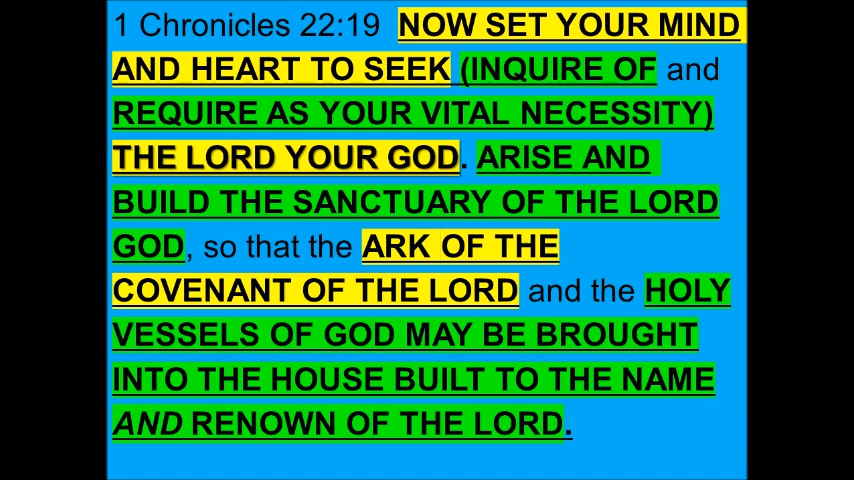 1 Chronicles 22:19 NOW SET YOUR MIND
AND HEART TO SEEK (INQUIRE OF and
REQUIRE AS YOUR VITAL NECESSITY)
THE LORD YOUR GOD. ARISE AND
BUILD THE SANCTUARY OF THE LORD
GOD, so that the ARK OF THE
COVENANT OF THE LORD and the HOLY
VESSELS OF GOD MAY BE BROUGHT
INTO THE HOUSE BUILT TO THE NAME
AND RENOWN OF THE LORD.